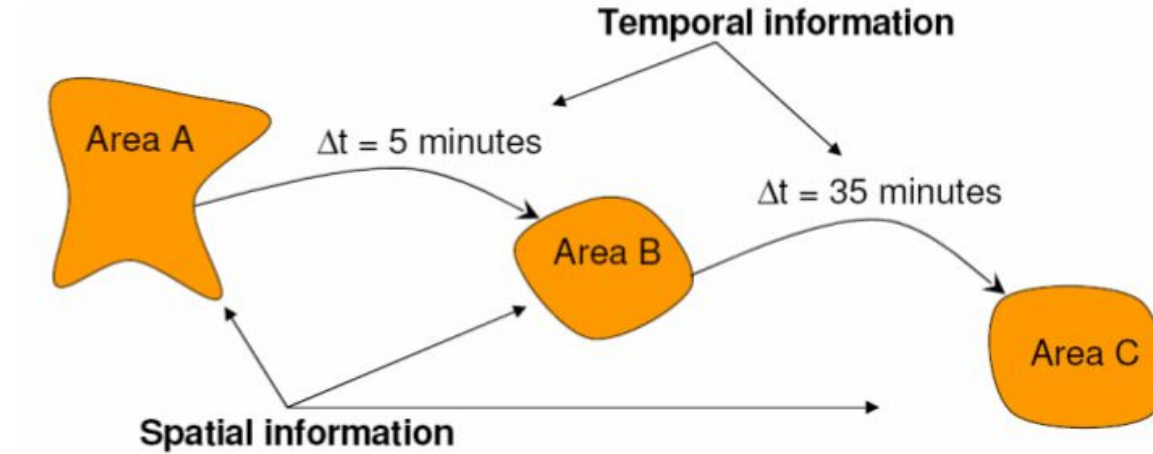 Temporal information
Area A
Δt = 5 minutes
Δt = 35 minutes
Area B
Area C
Spatial information